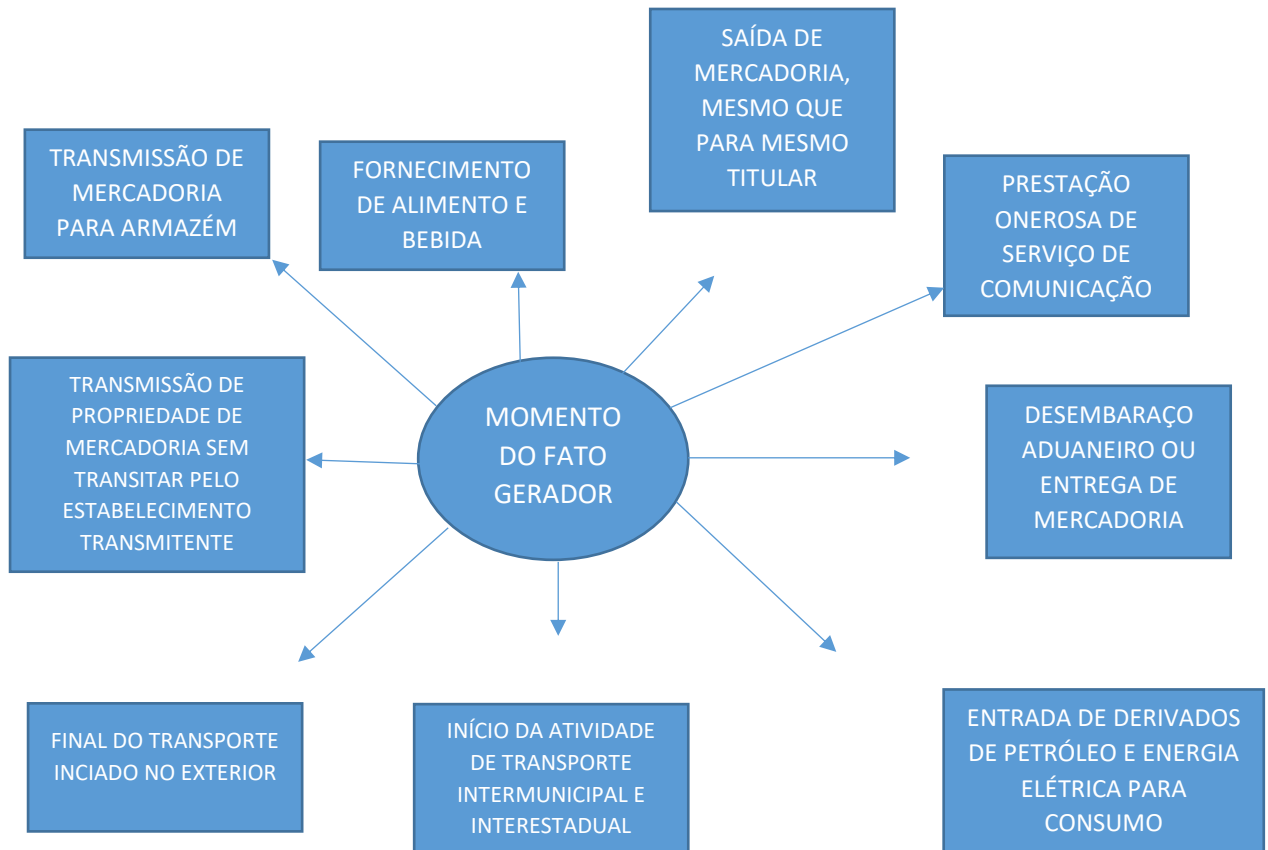 SAÍDA DE
MERCADORIA,
MESMO QUE
PARA MESMO
TITULAR
TRANSMISSÃO DE
MERCADORIA
PARA ARMAZÉM
FORNECIMENTO
DE ALIMENTO E
BEBIDA
PRESTAÇÃO
ONEROSA DE
SERVIÇO DE
COMUNICAÇÃO
TRANSMISSÃO DE
PROPRIEDADE DE
MERCADORIA SEM
TRANSITAR PELO
ESTABELECIMENTO
TRANSMITENTE
MOMENTO
DO FATO
GERADOR
DESEMBARAÇO
ADUANEIRO OU
ENTREGA DE
MERCADORIA
FINAL DO TRANSPORTE
INCIADO NO EXTERIOR
INÍCIO DA ATIVIDADE
DE TRANSPORTE
INTERMUNICIPAL E
INTERESTADUAL
ENTRADA DE DERIVADOS
DE PETRÓLEO E ENERGIA
ELÉTRICA PARA
CONSUMO